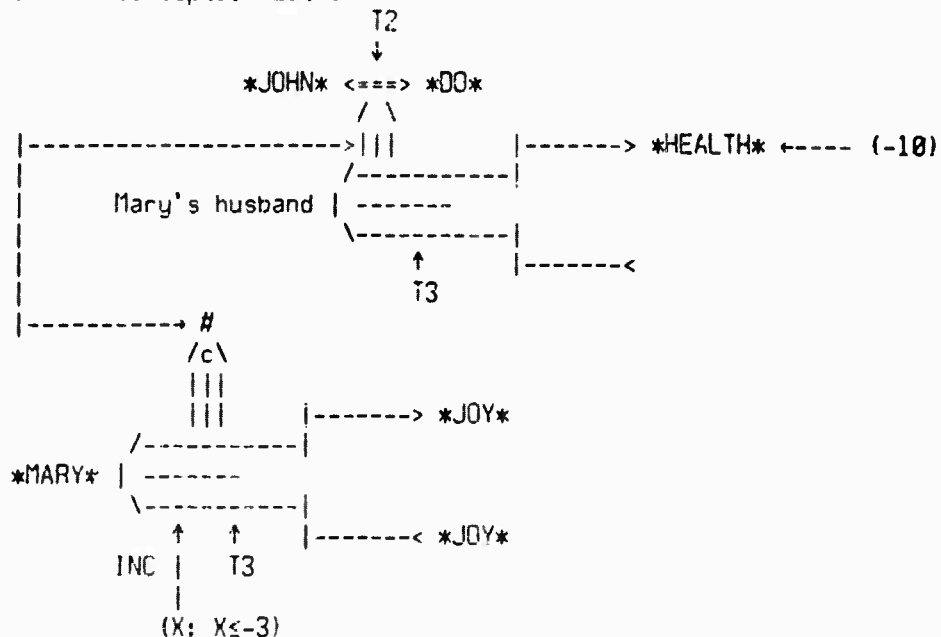 T2
*JOHN* <===> *DO*
*HEALTH* ←---- (-10)
Mary's husband
T3
#
/c\
*JOY*
*MARY*
*JOY*
INC T3
(X: X≤-3)